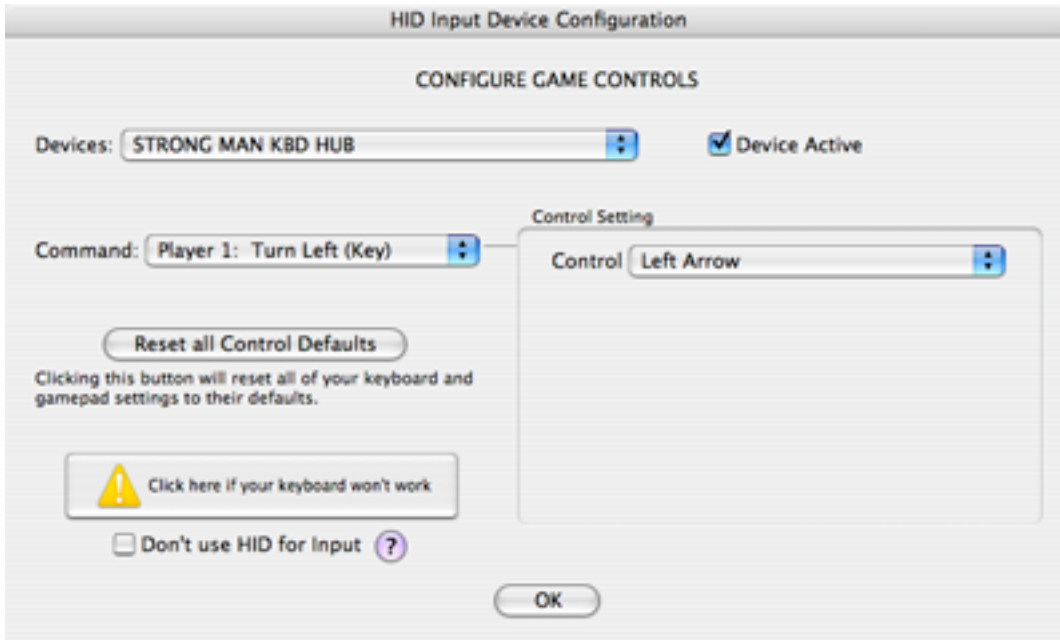 HID Input Device Configuration
CONFIGURE GAME CONTROLS
Devices: STRONG MAN KBD HUB
Device Active
Control Setting
Command: Player 1: Turn Left (Key)
Control Left Arrow
Reset all Control Defaults
Clicking this button will reset all of your keyboard and
gamepad settings to their defaults.
Click here if your keyboard won't work
Don't use HID for Input ?
OK